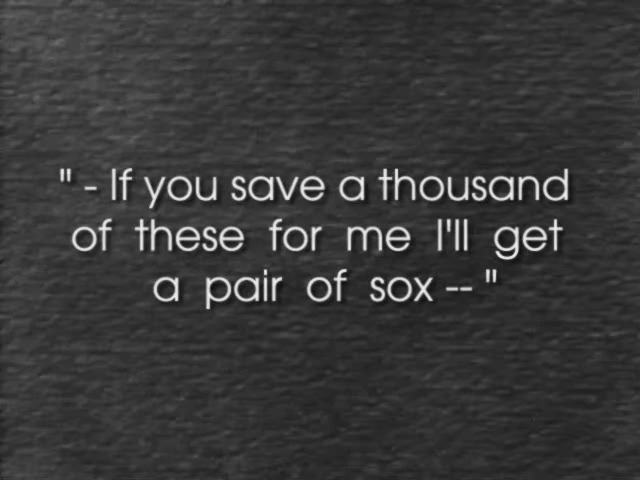 " - If you save a thousand
of these for me I'll get
a pair of sox -- "